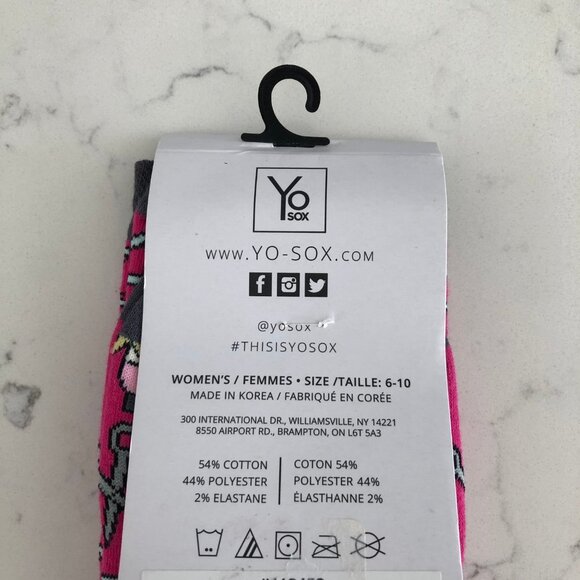 Yo
SOX
www.YO-SOX.com
@yosox
#THISISYOSOX
WOMEN'S / FEMMES • SIZE /TAILLE: 6-10
MADE IN KOREA / FABRIQUÉ EN CORÉE
300 INTERNATIONAL DR., WILLIAMSVILLE, NY 14221
8550 AIRPORT RD., BRAMPTON, ON L6T 5A3
54% COTTON
44% POLYESTER
2% ELASTANE
COTON 54%
POLYESTER 44%
ÉLASTHANNE 2%